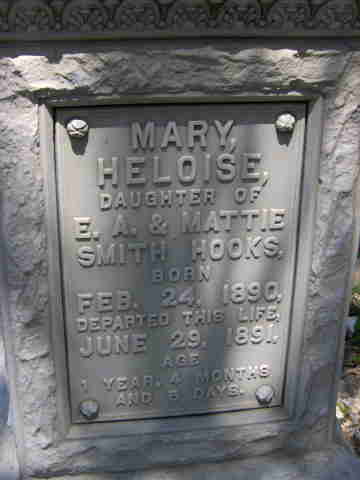 MARY,
HELOISE,
DAUGHTER OF
E. A. & MATTIE
SMITH HOOKS,
BORN
FEB. 24, 1890,
DEPARTED THIS LIFE,
JUNE 29, 1891,
AGE
1 YEAR, 4 MONTHS
AND 5 DAYS.